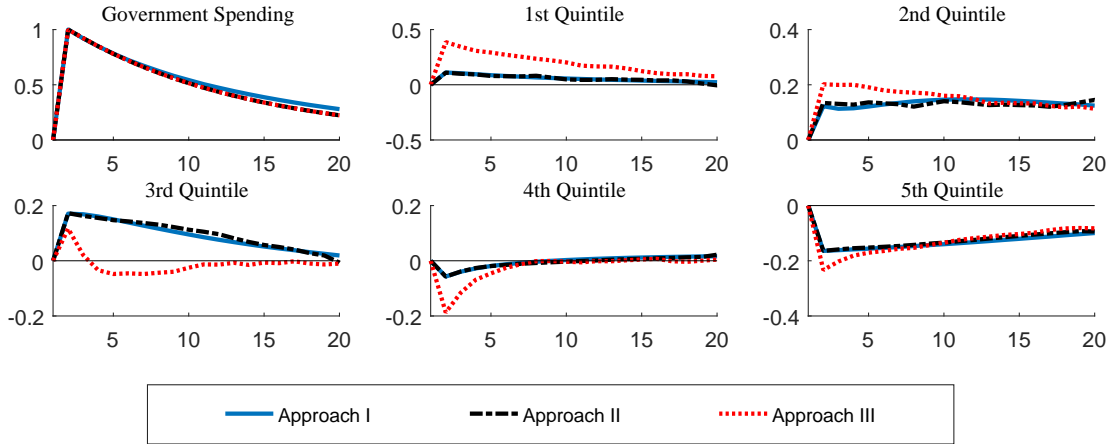 Government Spending
1st Quintile
2nd Quintile
1
0.5
0
5 10 15 20
0.5
0
-0.5
5 10 15 20
0.4
0.2
0
5 10 15 20
3rd Quintile
4th Quintile
5th Quintile
0.2
0
-0.2
5 10 15 20
0.2
0
-0.2
5 10 15 20
0
-0.2
-0.4
5 10 15 20
Approach I Approach II Approach III